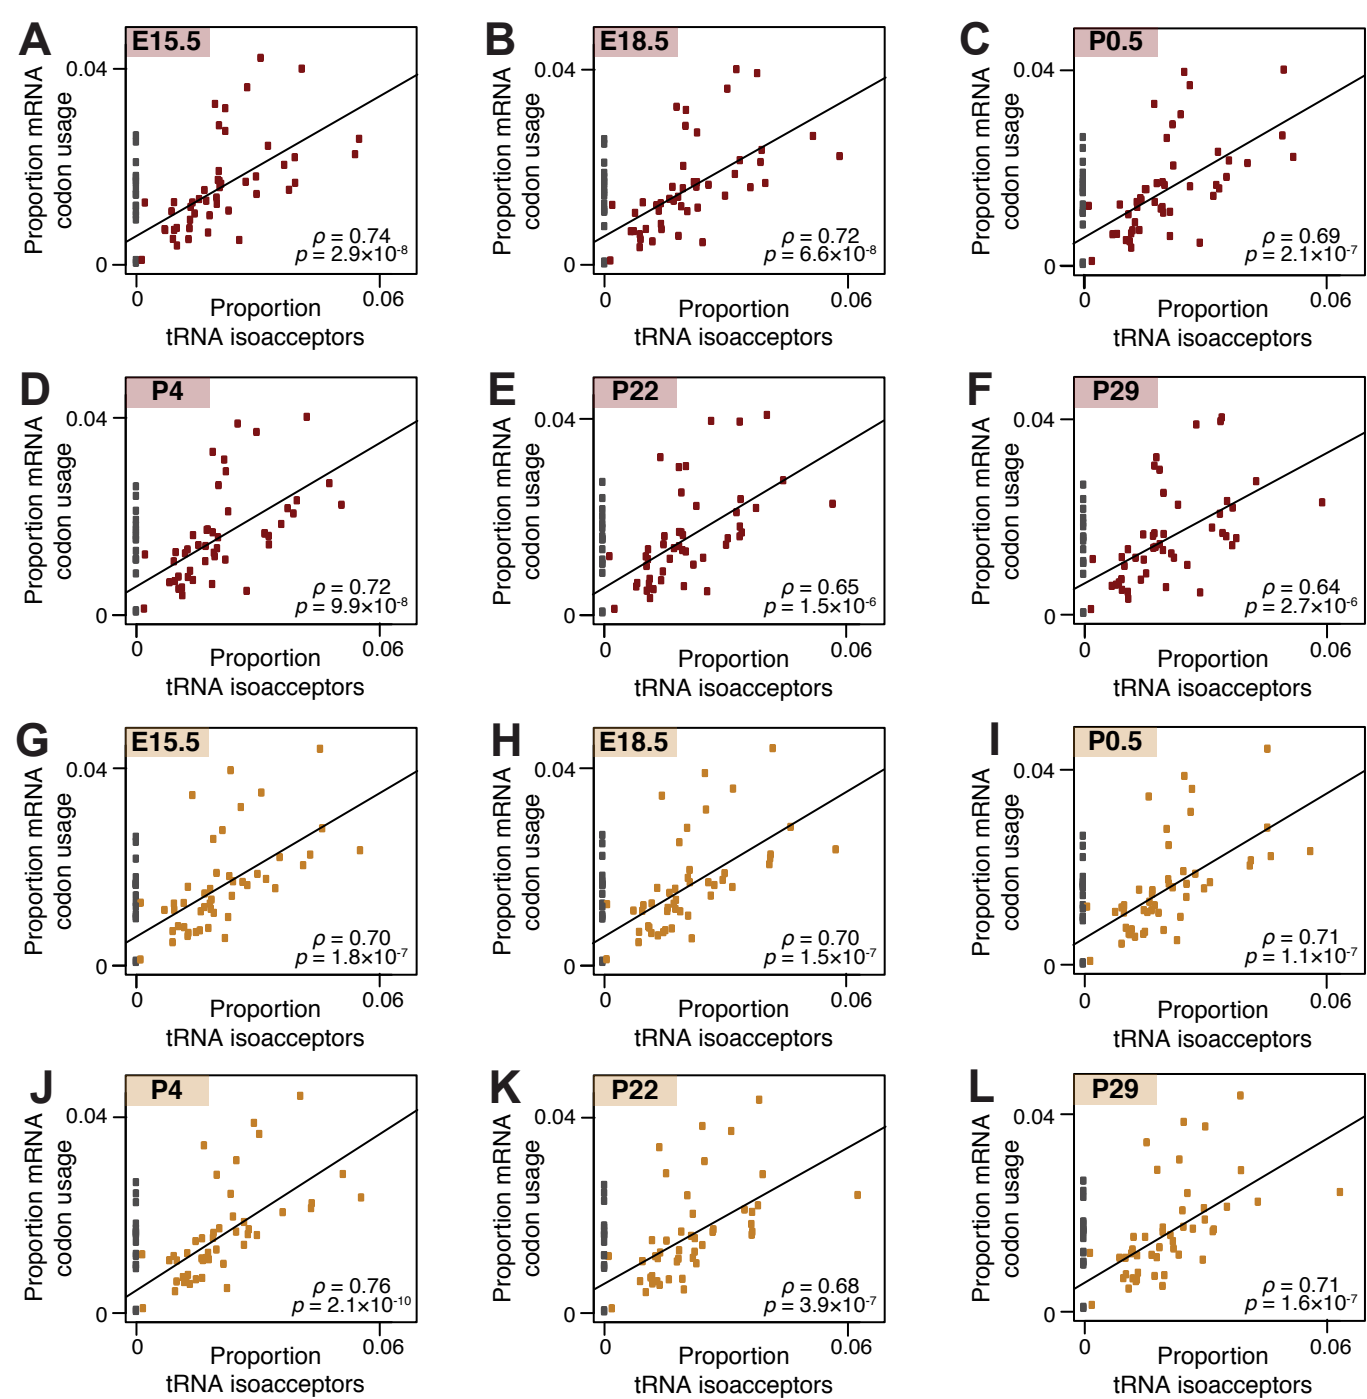 A
E15.5
Proportion mRNA
codon usage
0.04
0
ρ = 0.74
p = 2.9×10⁻⁸
0
0.06
Proportion
tRNA isoacceptors
B
E18.5
Proportion mRNA
codon usage
0.04
0
ρ = 0.72
p = 6.6×10⁻⁸
0
0.06
Proportion
tRNA isoacceptors
C
P0.5
Proportion mRNA
codon usage
0.04
0
ρ = 0.69
p = 2.1×10⁻⁷
0
0.06
Proportion
tRNA isoacceptors
D
P4
Proportion mRNA
codon usage
0.04
0
ρ = 0.72
p = 9.9×10⁻⁸
0
0.06
Proportion
tRNA isoacceptors
E
P22
Proportion mRNA
codon usage
0.04
0
ρ = 0.65
p = 1.5×10⁻⁶
0
0.06
Proportion
tRNA isoacceptors
F
P29
Proportion mRNA
codon usage
0.04
0
ρ = 0.64
p = 2.7×10⁻⁶
0
0.06
Proportion
tRNA isoacceptors
G
E15.5
Proportion mRNA
codon usage
0.04
0
ρ = 0.70
p = 1.8×10⁻⁷
0
0.06
Proportion
tRNA isoacceptors
H
E18.5
Proportion mRNA
codon usage
0.04
0
ρ = 0.70
p = 1.5×10⁻⁷
0
0.06
Proportion
tRNA isoacceptors
I
P0.5
Proportion mRNA
codon usage
0.04
0
ρ = 0.71
p = 1.1×10⁻⁷
0
0.06
Proportion
tRNA isoacceptors
J
P4
Proportion mRNA
codon usage
0.04
0
ρ = 0.76
p = 2.1×10⁻¹⁰
0
0.06
Proportion
tRNA isoacceptors
K
P22
Proportion mRNA
codon usage
0.04
0
ρ = 0.68
p = 3.9×10⁻⁷
0
0.06
Proportion
tRNA isoacceptors
L
P29
Proportion mRNA
codon usage
0.04
0
ρ = 0.71
p = 1.6×10⁻⁷
0
0.06
Proportion
tRNA isoacceptors